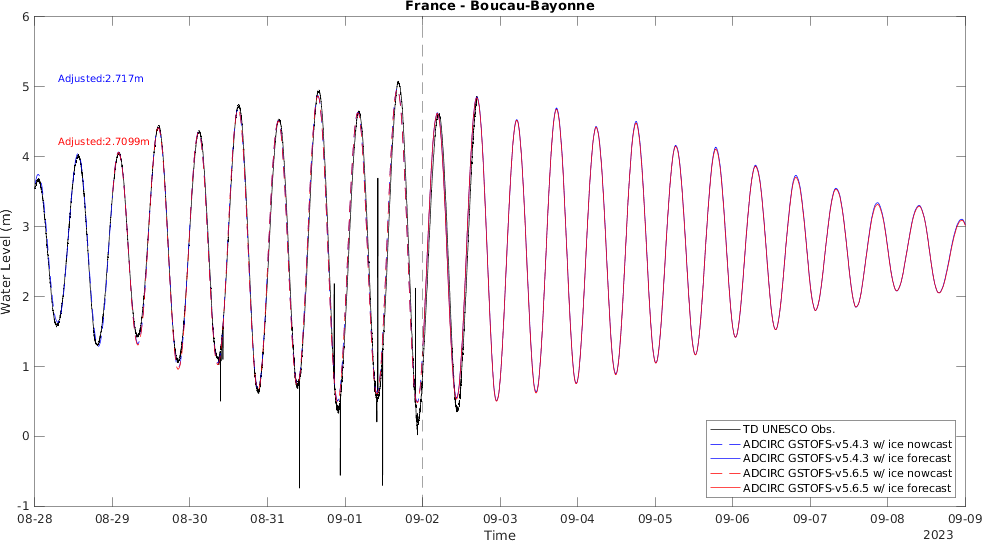 France - Boucau-Bayonne
6
5
4
3
2
1
0
-1
Water Level (m)
Adjusted:2.717m
Adjusted:2.7099m
TD UNESCO Obs.
ADCIRC GSTOFS-v5.4.3 w/ ice nowcast
ADCIRC GSTOFS-v5.4.3 w/ ice forecast
ADCIRC GSTOFS-v5.6.5 w/ ice nowcast
ADCIRC GSTOFS-v5.6.5 w/ ice forecast
08-28 08-29 08-30 08-31 09-01 09-02 09-03 09-04 09-05 09-06 09-07 09-08 09-09
Time
2023